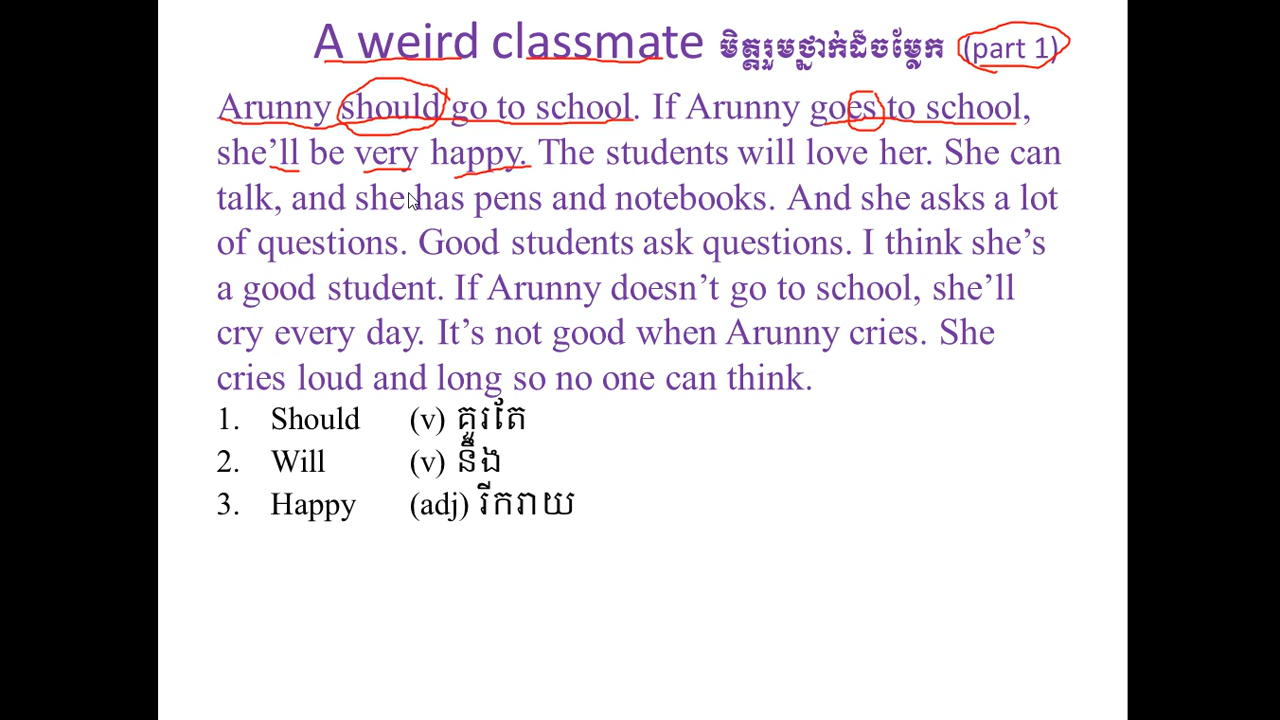 A weird classmate មិត្តរួមថ្នាក់ដ៏ចម្លែក (part 1)
Arunny should go to school. If Arunny goes to school,
she’ll be very happy. The students will love her. She can
talk, and she has pens and notebooks. And she asks a lot
of questions. Good students ask questions. I think she’s
a good student. If Arunny doesn’t go to school, she’ll
cry every day. It’s not good when Arunny cries. She
cries loud and long so no one can think.
1. Should (v) គួរតែ
2. Will (v) នឹង
3. Happy (adj) រីករាយ